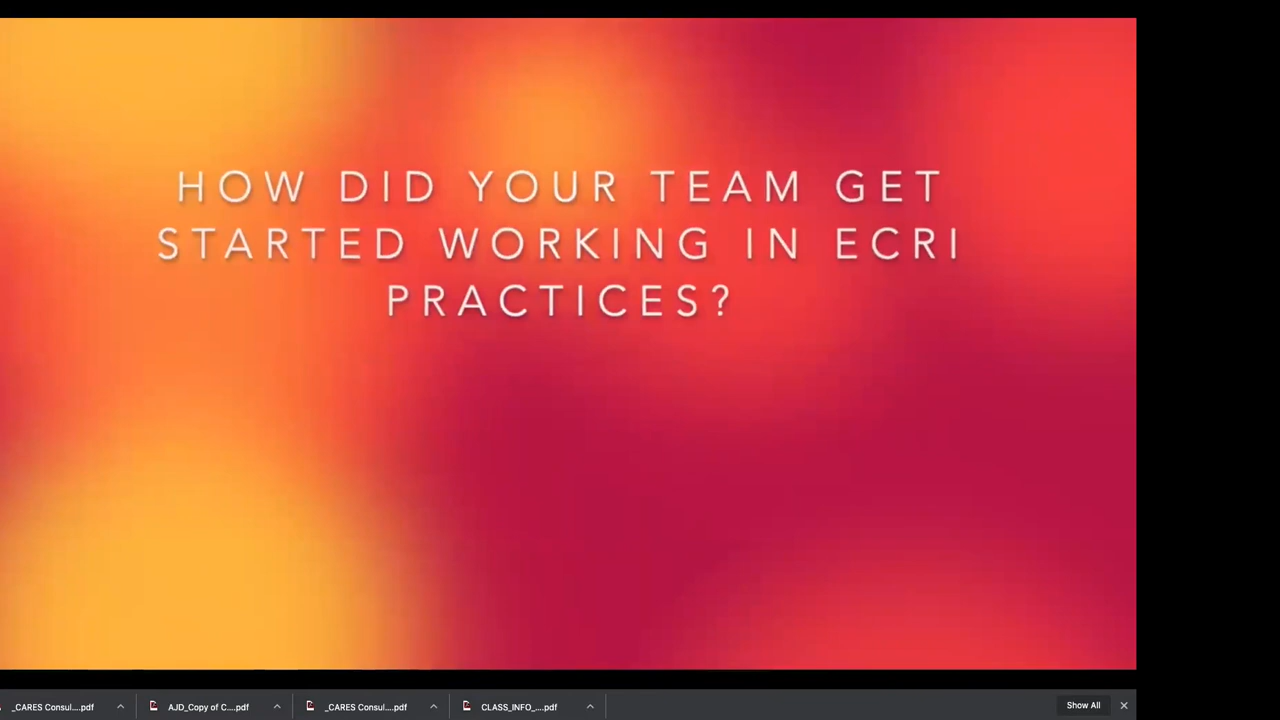 HOW DID YOUR TEAM GET
STARTED WORKING IN ECRI
PRACTICES?
_CARES Consul....pdf
AJD_Copy of C....pdf
_CARES Consul....pdf
CLASS_INFO_....pdf
Show All